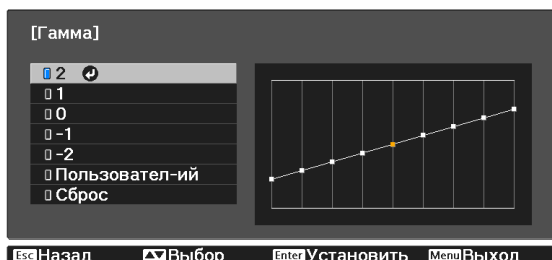 [Гамма]
2
1
0
-1
-2
Пользовател-ий
Сброс
Esc Назад Выбор Enter Установить Menu Выход